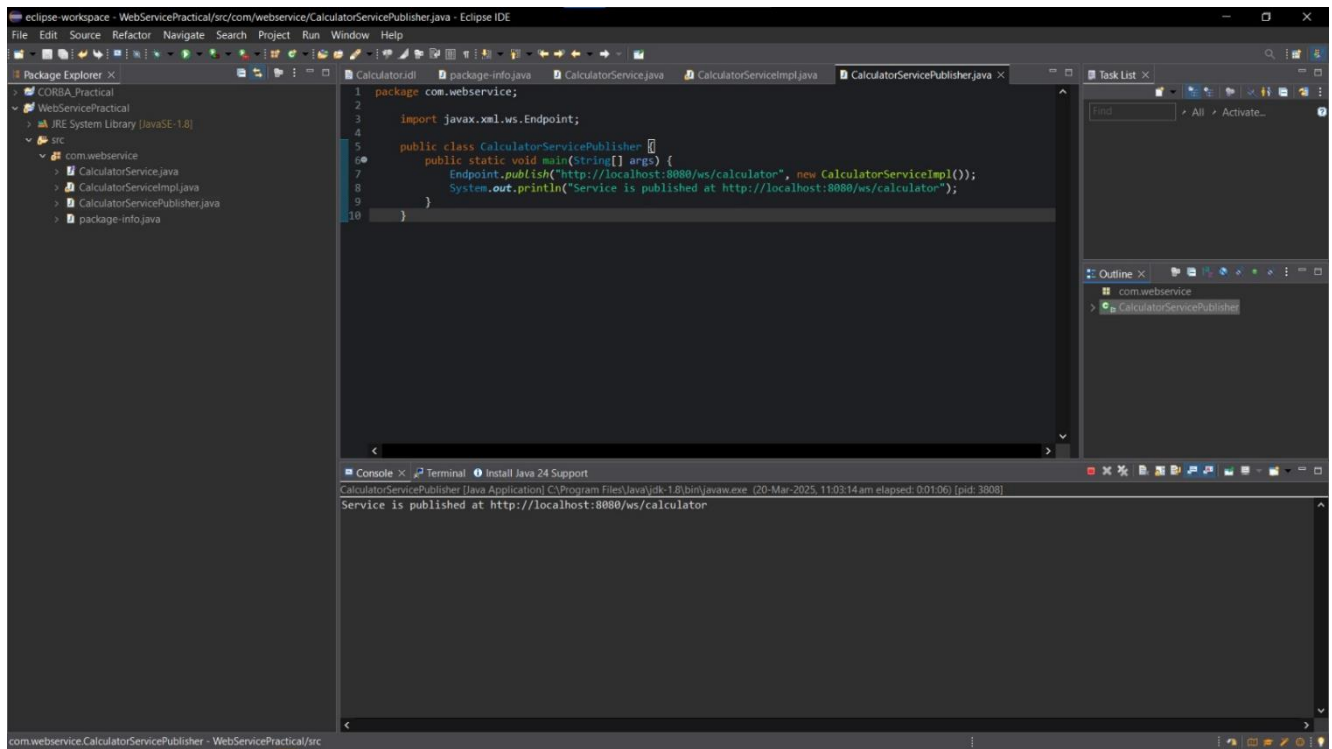 eclipse-workspace - WebServicePractical/src/com/webservice/CalculatorServicePublisher.java - Eclipse IDE
File Edit Source Refactor Navigate Search Project Run Window Help
Package Explorer
CORBA_Practical
WebServicePractical
JRE System Library [JavaSE-1.8]
src
com.webservice
CalculatorService.java
CalculatorServiceImpl.java
CalculatorServicePublisher.java
package-info.java
Calculator.idl package-info.java CalculatorService.java CalculatorServiceImpl.java CalculatorServicePublisher.java
1 package com.webservice;
2
3 import javax.xml.ws.Endpoint;
4
5 public class CalculatorServicePublisher {
6 public static void main(String[] args) {
7 Endpoint.publish("http://localhost:8080/ws/calculator", new CalculatorServiceImpl());
8 System.out.println("Service is published at http://localhost:8080/ws/calculator");
9 }
10 }
Task List
Find All Activate...
Outline
com.webservice
CalculatorServicePublisher
Console Terminal Install Java 24 Support
CalculatorServicePublisher [Java Application] C:\Program Files\Java\jdk-1.8\bin\javaw.exe (20-Mar-2025, 11:03:14 am elapsed: 0:01:06) [pid: 3808]
Service is published at http://localhost:8080/ws/calculator
com.webservice.CalculatorServicePublisher - WebServicePractical/src